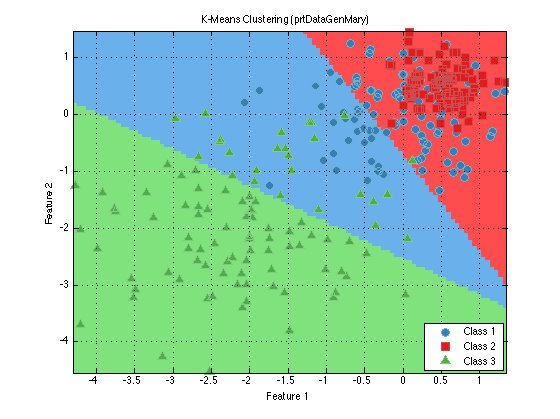 K-Means Clustering (prtDataGenMary)
1
0
-1
-2
-3
-4
Feature 2
-4
-3.5
-3
-2.5
-2
-1.5
-1
-0.5
0
0.5
1
Feature 1
Class 1
Class 2
Class 3